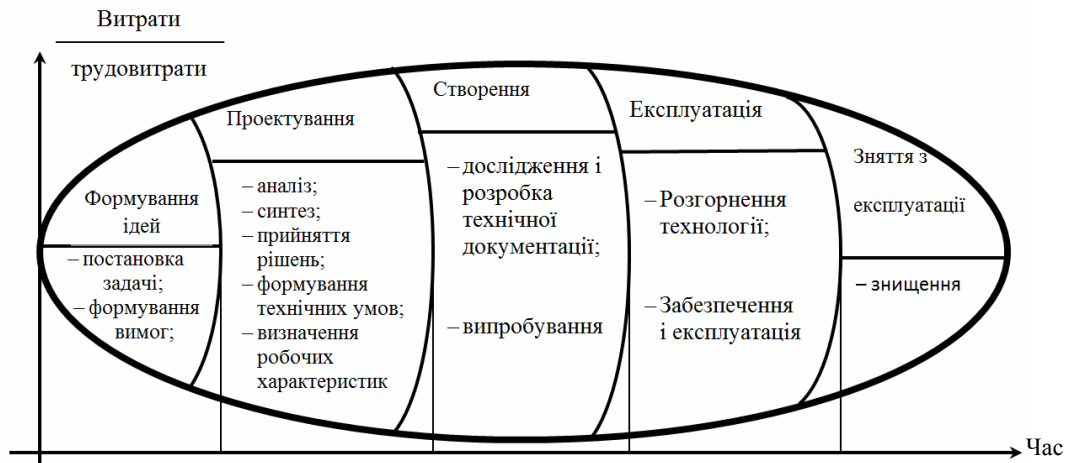 Витрати
трудовитрати
Формування
ідей
– постановка
задачі;
– формування
вимог;
Проектування
– аналіз;
– синтез;
– прийняття
рішень;
– формування
технічних умов;
– визначення
робочих
характеристик
Створення
– дослідження і
розробка
технічної
документації;
– випробування
Експлуатація
– Розгорнення
технології;
– Забезпечення
і експлуатація
Зняття з
експлуатації
– знищення
Час